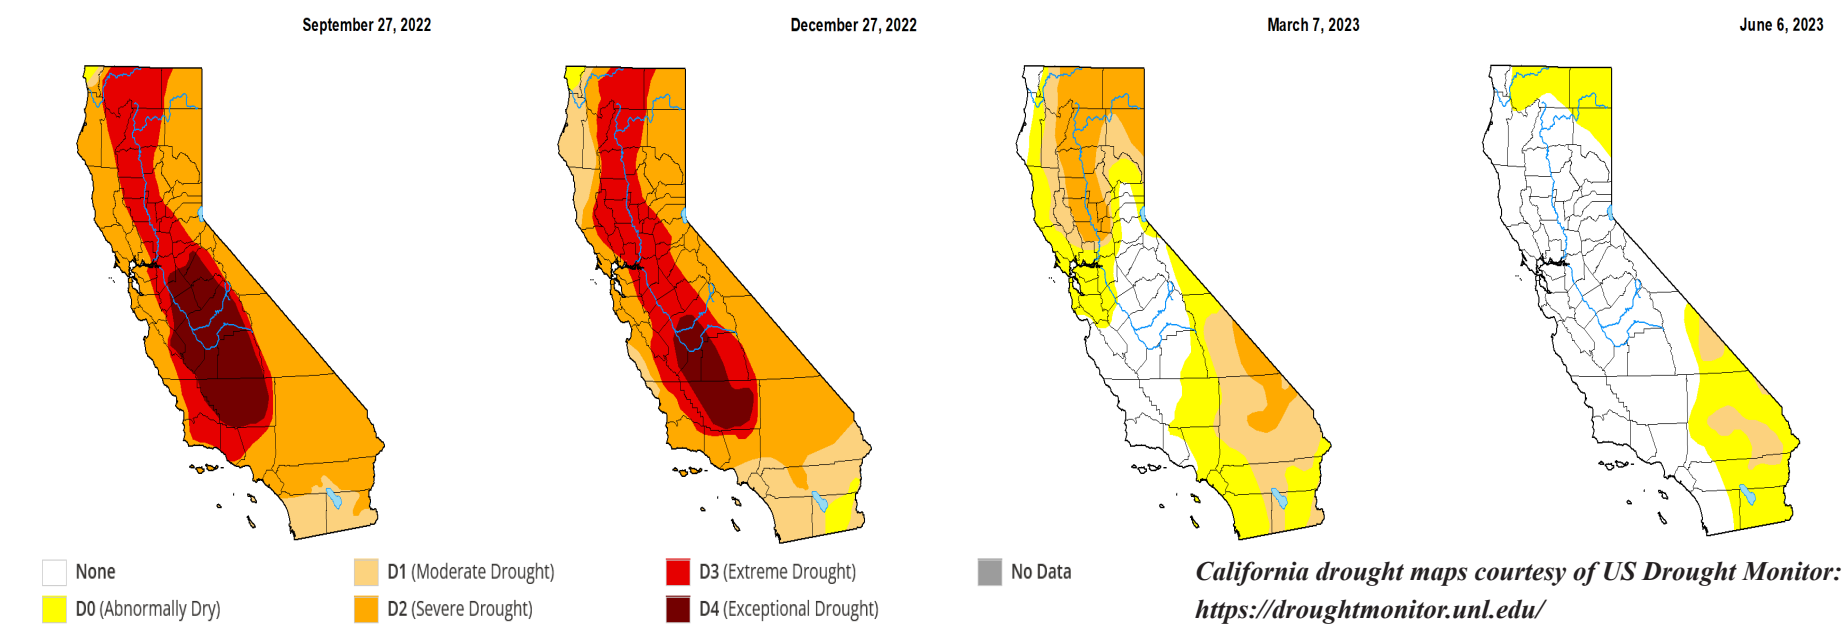 September 27, 2022
December 27, 2022
March 7, 2023
June 6, 2023
None
D1 (Moderate Drought)
D3 (Extreme Drought)
No Data
D0 (Abnormally Dry)
D2 (Severe Drought)
D4 (Exceptional Drought)
California drought maps courtesy of US Drought Monitor:
https://droughtmonitor.unl.edu/